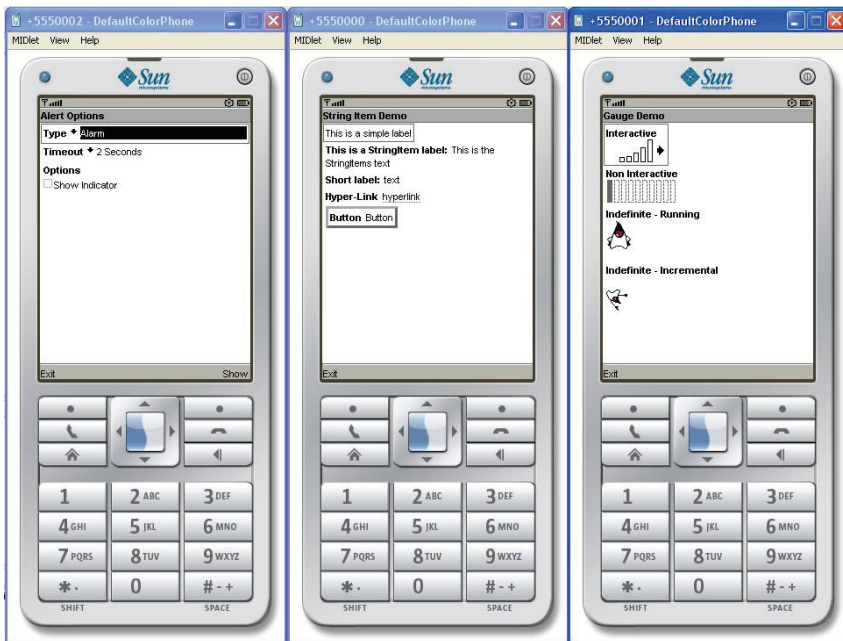 +5550002 - DefaultColorPhone
MIDlet View Help
Sun
microsystems
Alert Options
Type Alarm
Timeout 2 Seconds
Options
Show Indicator
Exit Show
1 2 ABC 3 DEF
4 GHI 5 JKL 6 MNO
7 PQRS 8 TUV 9 WXYZ
* . 0 # - +
SHIFT SPACE
+5550000 - DefaultColorPhone
MIDlet View Help
Sun
microsystems
String Item Demo
This is a simple label
This is a StringItem label: This is the
StringItems text
Short label: text
Hyper-Link hyperlink
Button Button
Exit
1 2 ABC 3 DEF
4 GHI 5 JKL 6 MNO
7 PQRS 8 TUV 9 WXYZ
* . 0 # - +
SHIFT SPACE
+5550001 - DefaultColorPhone
MIDlet View Help
Sun
microsystems
Gauge Demo
Interactive
Non Interactive
Indefinite - Running
Indefinite - Incremental
Exit
1 2 ABC 3 DEF
4 GHI 5 JKL 6 MNO
7 PQRS 8 TUV 9 WXYZ
* . 0 # - +
SHIFT SPACE